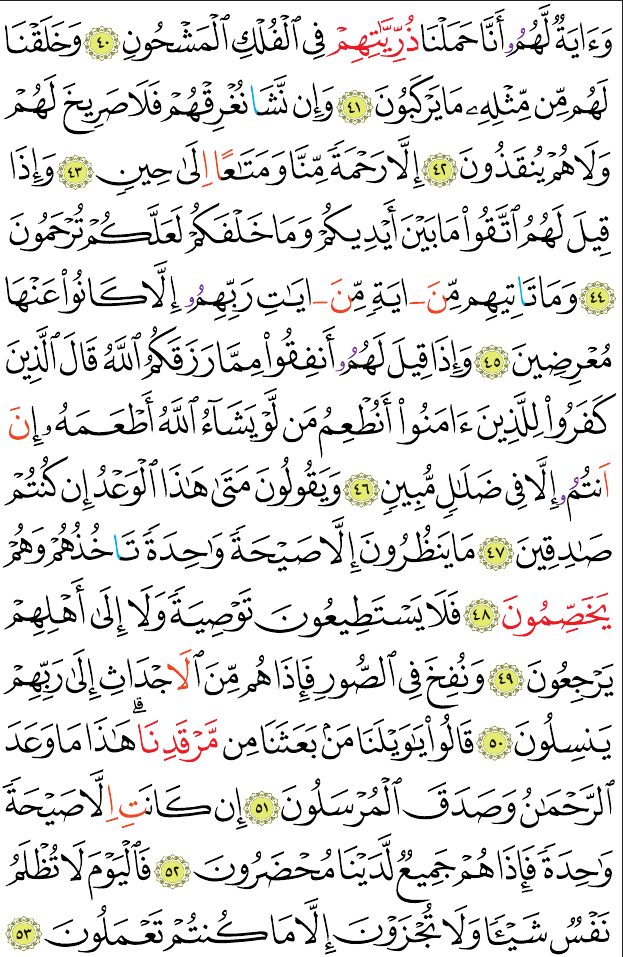 وَءَايَةٌ لَّهُمُۥٓ أَنَّا حَمَلْنَا ذُرِّيَّٰتِهِمْ فِي ٱلْفُلْكِ ٱلْمَشْحُونِ ٤٠ وَخَلَقْنَا
لَهُم مِّن مِّثْلِهِۦ مَا يَرْكَبُونَ ٤١ وَإِن نَّشَا نُغْرِقْهُمْ فَلَا صَرِيخَ لَهُمْ
وَلَا هُمْ يُنقَذُونَ ٤٢ إِلَّا رَحْمَةً مِّنَّا وَمَتَٰعًا اِلَىٰ حِينٍ ٤٣ وَإِذَا
قِيلَ لَهُمُ ٱتَّقُوا۟ مَا بَيْنَ أَيْدِيكُمْ وَمَا خَلْفَكُمْ لَعَلَّكُمْ تُرْحَمُونَ
٤٤ وَمَا تَاتِيهِم مِّنَ ـ ايَةٍ مِّنَ ـ ايَٰتِ رَبِّهِمُۥٓ إِلَّا كَانُوا۟ عَنْهَا
مُعْرِضِينَ ٤٥ وَإِذَا قِيلَ لَهُمُۥٓ أَنفِقُوا۟ مِمَّا رَزَقَكُمُ ٱللَّهُ قَالَ ٱلَّذِينَ
كَفَرُوا۟ لِلَّذِينَ ءَامَنُوا۟ أَنُطْعِمُ مَن لَّوْ يَشَآءُ ٱللَّهُ أَطْعَمَهُۥٓ إِنَ
اَنتُمُۥٓ إِلَّا فِي ضَلَٰلٍ مُّبِينٍ ٤٦ وَيَقُولُونَ مَتَىٰ هَٰذَا ٱلْوَعْدُ إِن كُنتُمْ
صَٰدِقِينَ ٤٧ مَا يَنظُرُونَ إِلَّا صَيْحَةً وَٰحِدَةً تَاخُذُهُمْ وَهُمْ
يَخَصِّمُونَ ٤٨ فَلَا يَسْتَطِيعُونَ تَوْصِيَةً وَلَا إِلَىٰ أَهْلِهِمْ
يَرْجِعُونَ ٤٩ وَنُفِخَ فِي ٱلصُّورِ فَإِذَا هُم مِّنَ ٱلَاجْدَاثِ إِلَىٰ رَبِّهِمْ
يَنسِلُونَ ٥٠ قَالُوا۟ يَٰوَيْلَنَا مَنۢ بَعَثَنَا مِن مَّرْقَدِنَا ۗ هَٰذَا مَا وَعَدَ
ٱلرَّحْمَٰنُ وَصَدَقَ ٱلْمُرْسَلُونَ ٥١ إِن كَانَتِ اِلَّا صَيْحَةً
وَٰحِدَةً فَإِذَا هُمْ جَمِيعٌ لَّدَيْنَا مُحْضَرُونَ ٥٢ فَٱلْيَوْمَ لَا تُظْلَمُ
نَفْسٌ شَيْـًٔا وَلَا تُجْزَوْنَ إِلَّا مَا كُنتُمْ تَعْمَلُونَ ٥٣